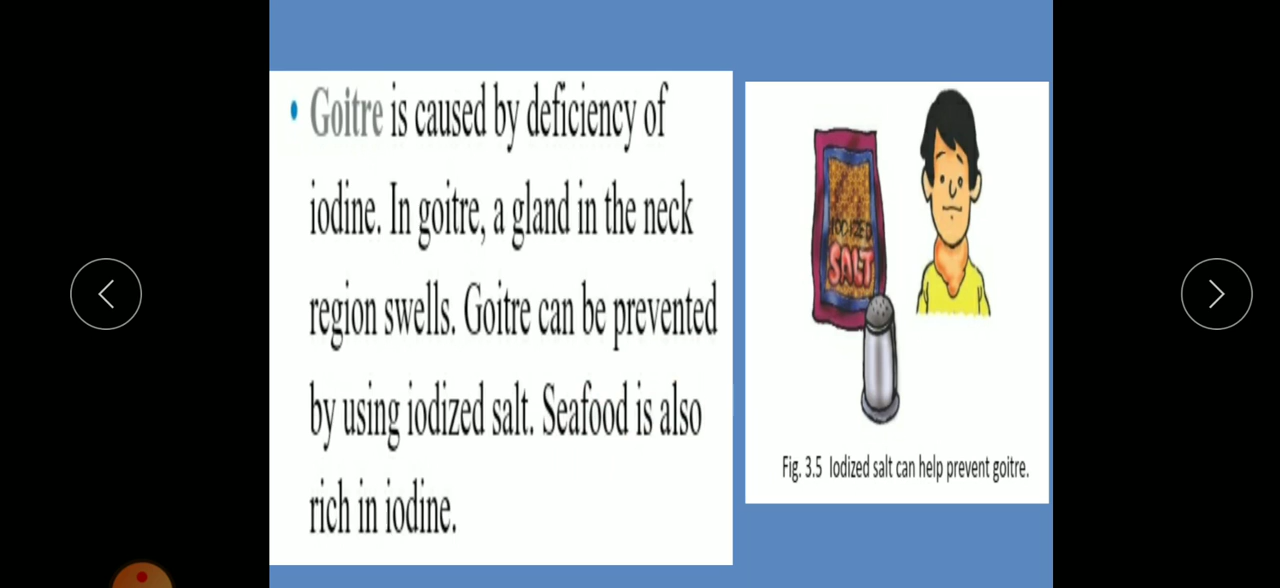 • Goitre is caused by deficiency of
iodine. In goitre, a gland in the neck
region swells. Goitre can be prevented
by using iodized salt. Seafood is also
rich in iodine.
IODIZED
SALT
Fig. 3.5 Iodized salt can help prevent goitre.